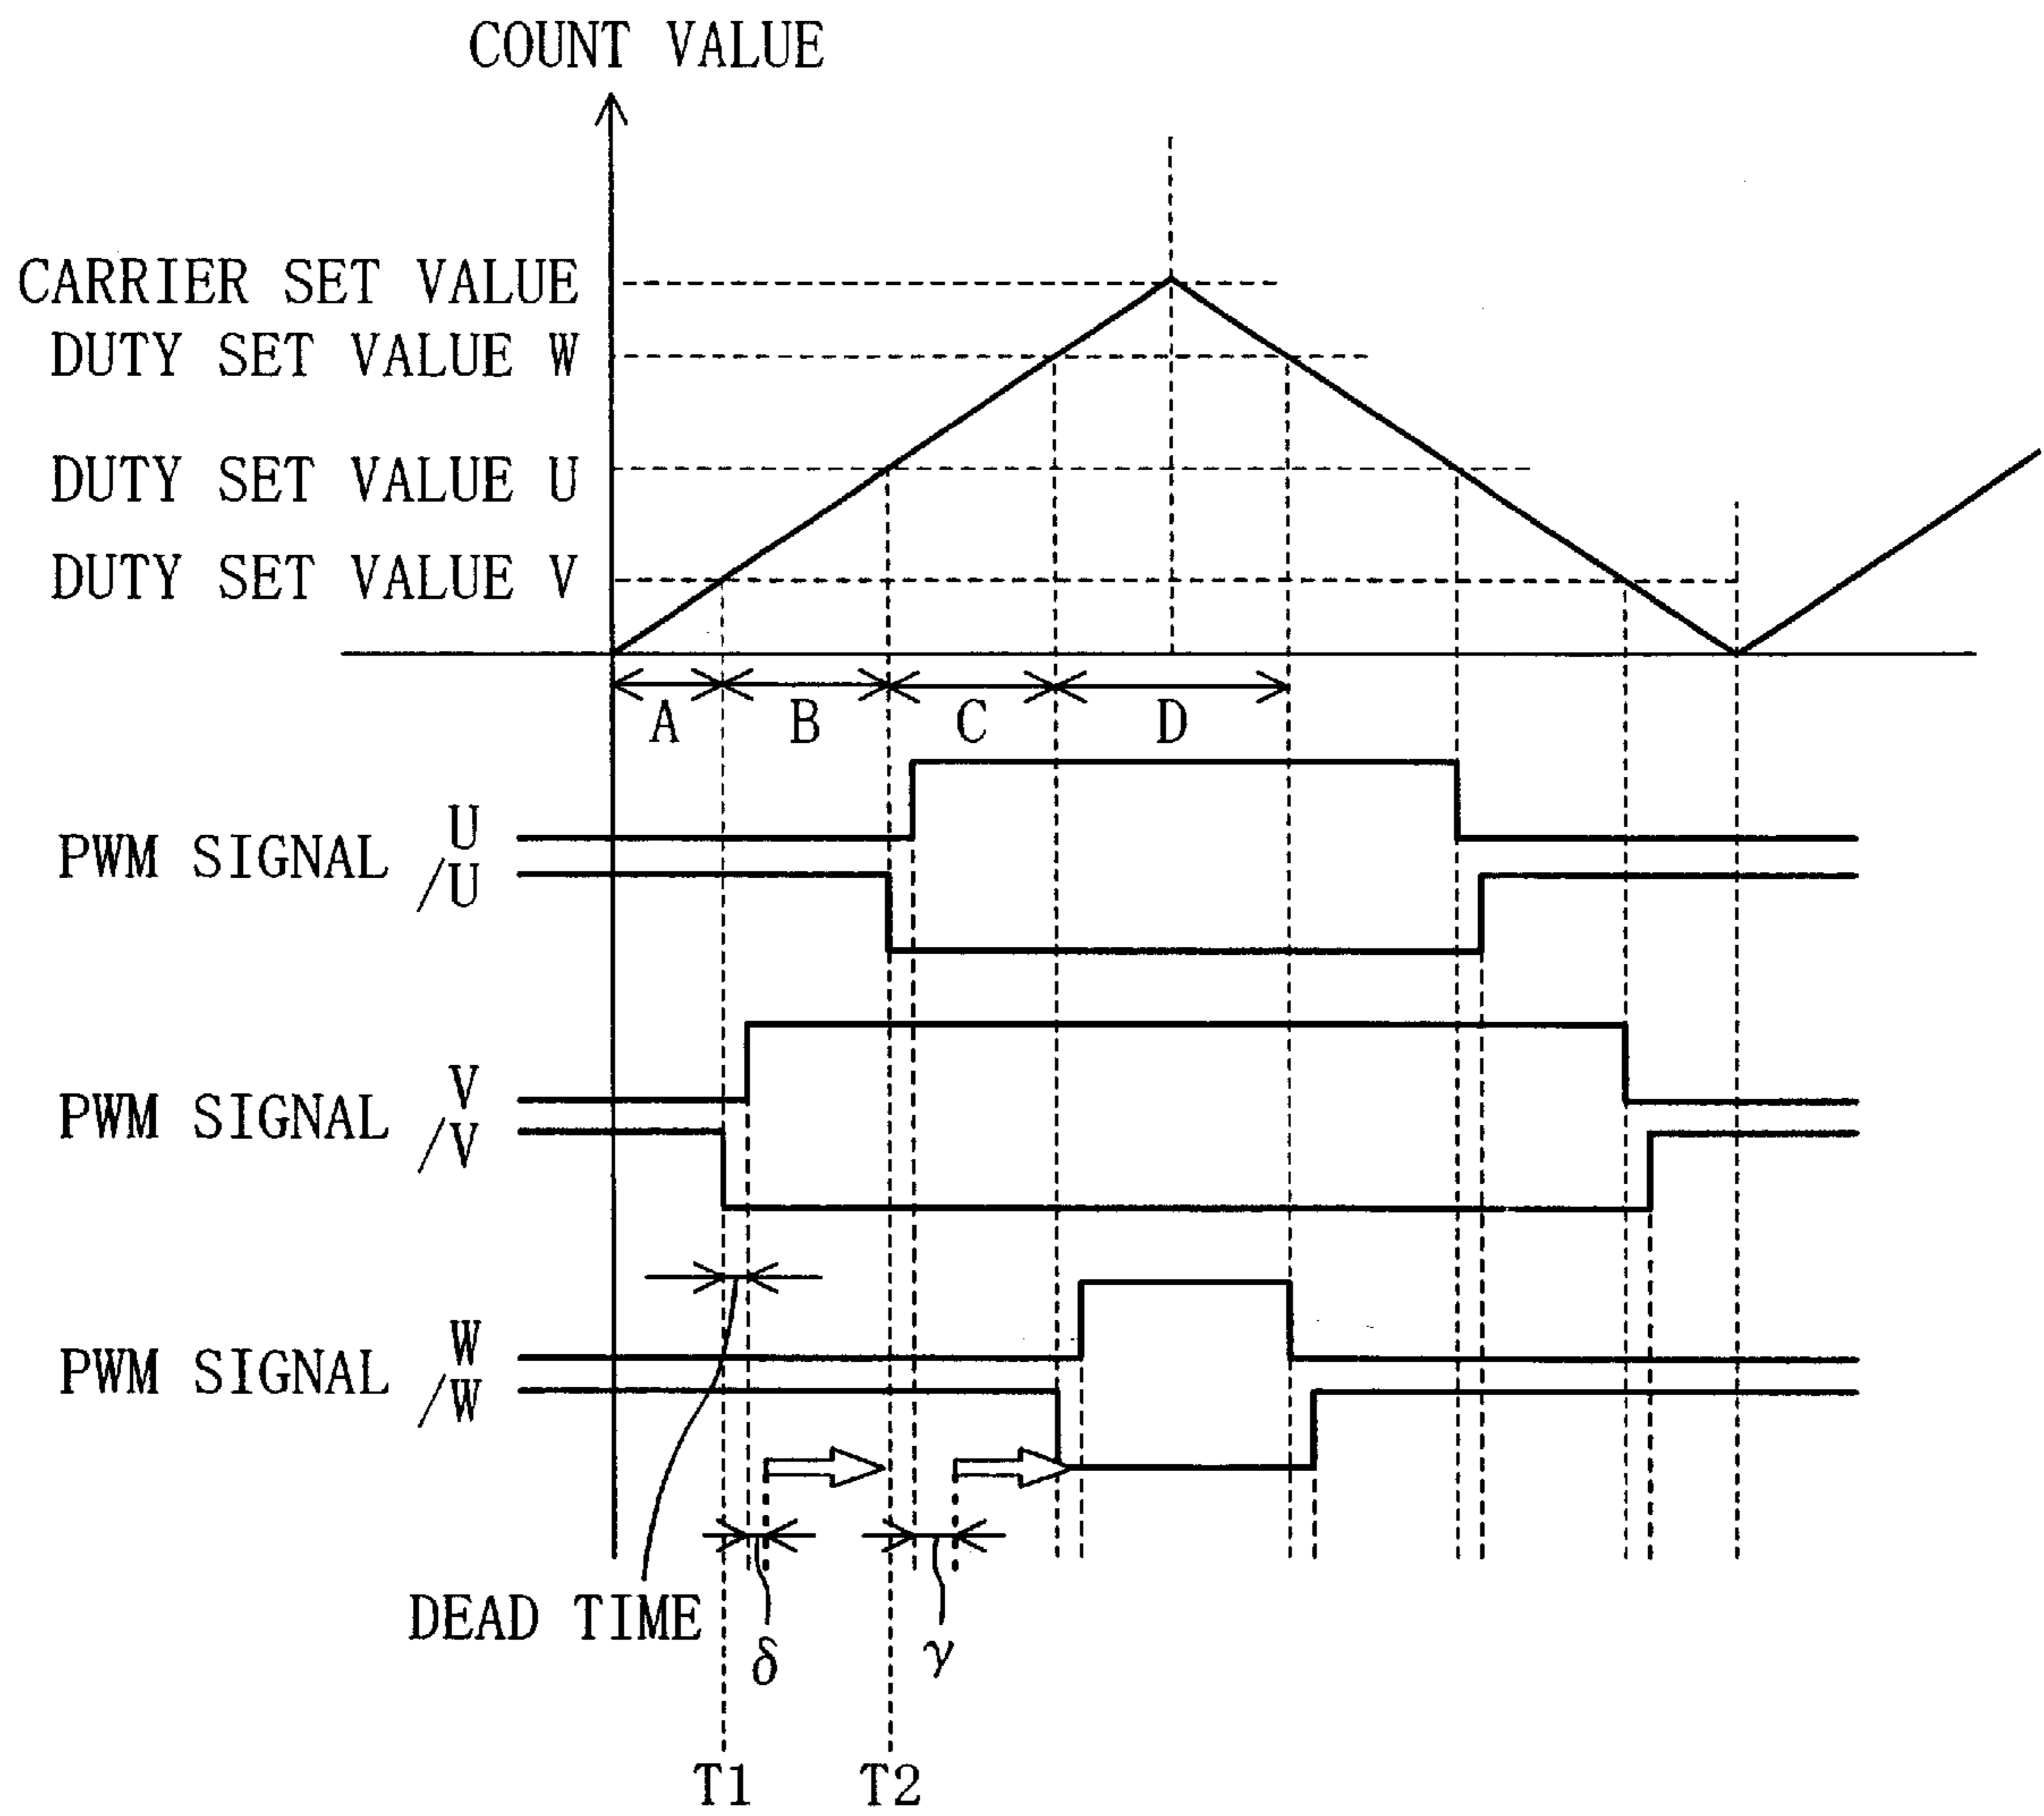 COUNT VALUE
CARRIER SET VALUE
DUTY SET VALUE W
DUTY SET VALUE U
DUTY SET VALUE V
A
B
C
D
PWM SIGNAL U
/U
PWM SIGNAL V
/V
PWM SIGNAL W
/W
DEAD TIME
δ
γ
T1
T2